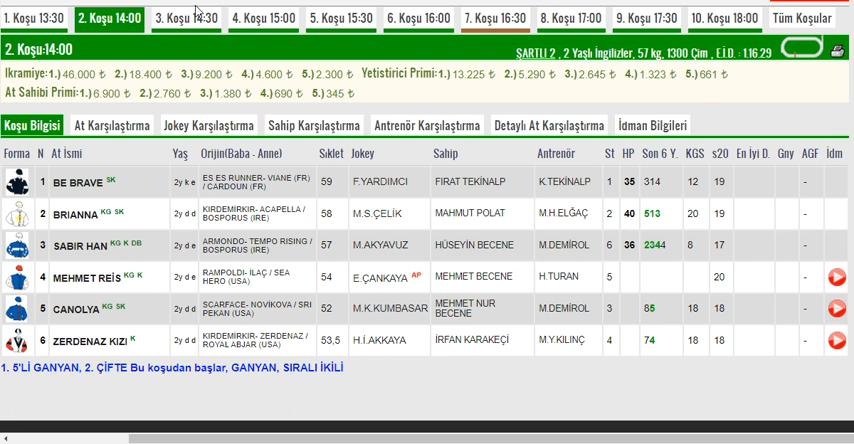 1. Koşu 13:30 2. Koşu 14:00 3. Koşu 14:30 4. Koşu 15:00 5. Koşu 15:30 6. Koşu 16:00 7. Koşu 16:30 8. Koşu 17:00 9. Koşu 17:30 10. Koşu 18:00 Tüm Koşular
2. Koşu:14:00 ŞARTLI 2 , 2 Yaşlı İngilizler, 57 kg, 1300 Çim , E.İ.D. : 1.16.29
Ikramiye:1.) 46.000 ₺ 2.) 18.400 ₺ 3.) 9.200 ₺ 4.) 4.600 ₺ 5.) 2.300 ₺ Yetistirici Primi:1.) 13.225 ₺ 2.) 5.290 ₺ 3.) 2.645 ₺ 4.) 1.323 ₺ 5.) 661 ₺
At Sahibi Primi:1.) 6.900 ₺ 2.) 2.760 ₺ 3.) 1.380 ₺ 4.) 690 ₺ 5.) 345 ₺
Koşu Bilgisi At Karşılaştırma Jokey Karşılaştırma Sahip Karşılaştırma Antrenör Karşılaştırma Detaylı At Karşılaştırma İdman Bilgileri
Forma N At İsmi Yaş Orijin(Baba - Anne) Sıklet Jokey Sahip Antrenör St HP Son 6 Y. KGS s20 En İyi D. Gny AGF İdm
1 BE BRAVE SK 2y k e ES ES RUNNER- VIANE (FR) / CARDOUN (FR) 59 F.YARDIMCI FIRAT TEKİNALP K.TEKİNALP 1 35 314 12 19 -
2 BRIANNA KG SK 2y d d KIRDEMİRKIR- ACAPELLA / BOSPORUS (IRE) 58 M.S.ÇELİK MAHMUT POLAT M.H.ELĞAÇ 2 40 513 20 19 -
3 SABIR HAN KG K DB 2y d e ARMONDO- TEMPO RISING / BOSPORUS (IRE) 57 M.AKYAVUZ HÜSEYİN BECENE M.DEMİROL 6 36 2344 8 17 -
4 MEHMET REİS KG K 2y d e RAMPOLDI- İLAÇ / SEA HERO (USA) 54 E.ÇANKAYA AP MEHMET BECENE H.TURAN 5 20 -
5 CANOLYA KG SK 2y d d SCARFACE- NOVİKOVA / SRI PEKAN (USA) 52 M.K.KUMBASAR MEHMET NUR BECENE M.DEMİROL 3 85 18 18 -
6 ZERDENAZ KIZI K 2y d d KIRDEMİRKIR- ZERDENAZ / ROYAL ABJAR (USA) 53,5 H.İ.AKKAYA İRFAN KARAKEÇİ M.Y.KILINÇ 4 74 18 18 -
1. 5'Lİ GANYAN, 2. ÇİFTE Bu koşudan başlar, GANYAN, SIRALI İKİLİ